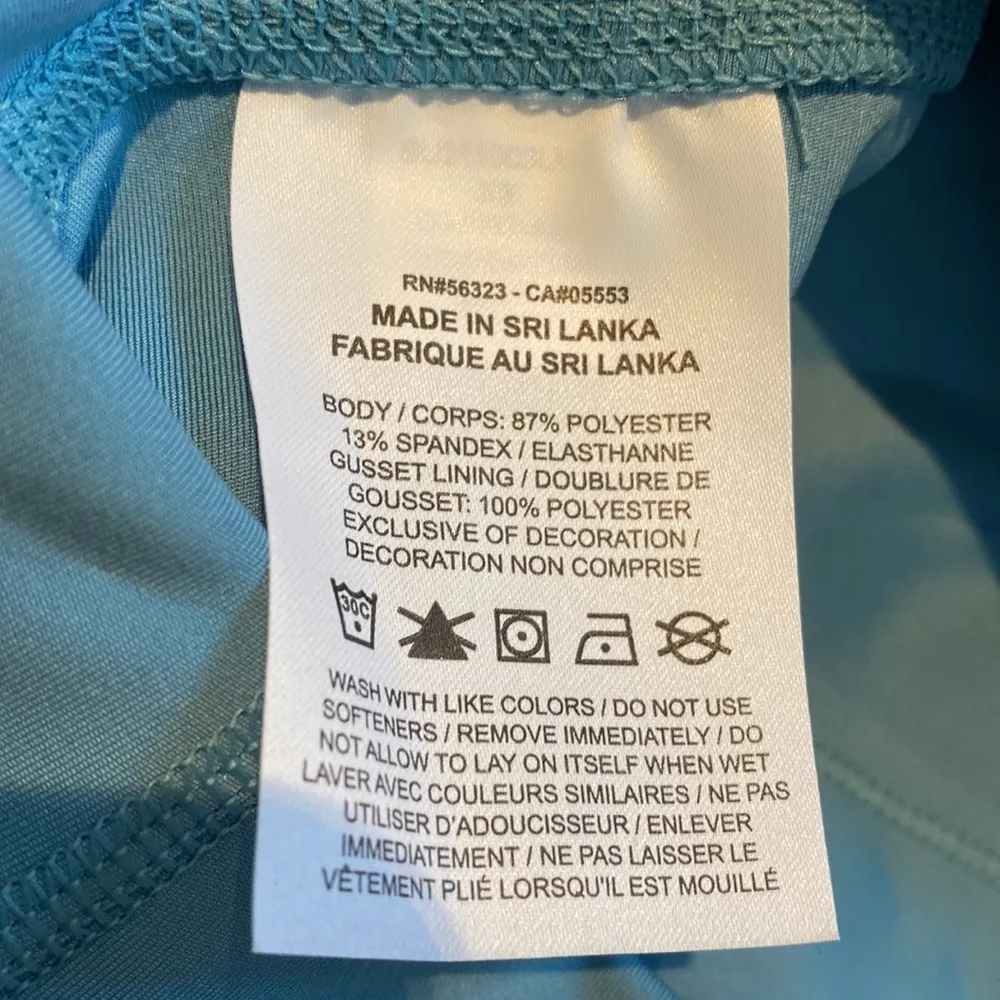 RN#56323 - CA#05553
MADE IN SRI LANKA
FABRIQUE AU SRI LANKA
BODY / CORPS: 87% POLYESTER
13% SPANDEX / ELASTHANNE
GUSSET LINING / DOUBLURE DE
GOUSSET: 100% POLYESTER
EXCLUSIVE OF DECORATION /
DECORATION NON COMPRISE
30C
WASH WITH LIKE COLORS / DO NOT USE
SOFTENERS / REMOVE IMMEDIATELY / DO
NOT ALLOW TO LAY ON ITSELF WHEN WET
LAVER AVEC COULEURS SIMILAIRES / NE PAS
UTILISER D'ADOUCISSEUR / ENLEVER
IMMEDIATEMENT / NE PAS LAISSER LE
VÊTEMENT PLIÉ LORSQU'IL EST MOUILLÉ